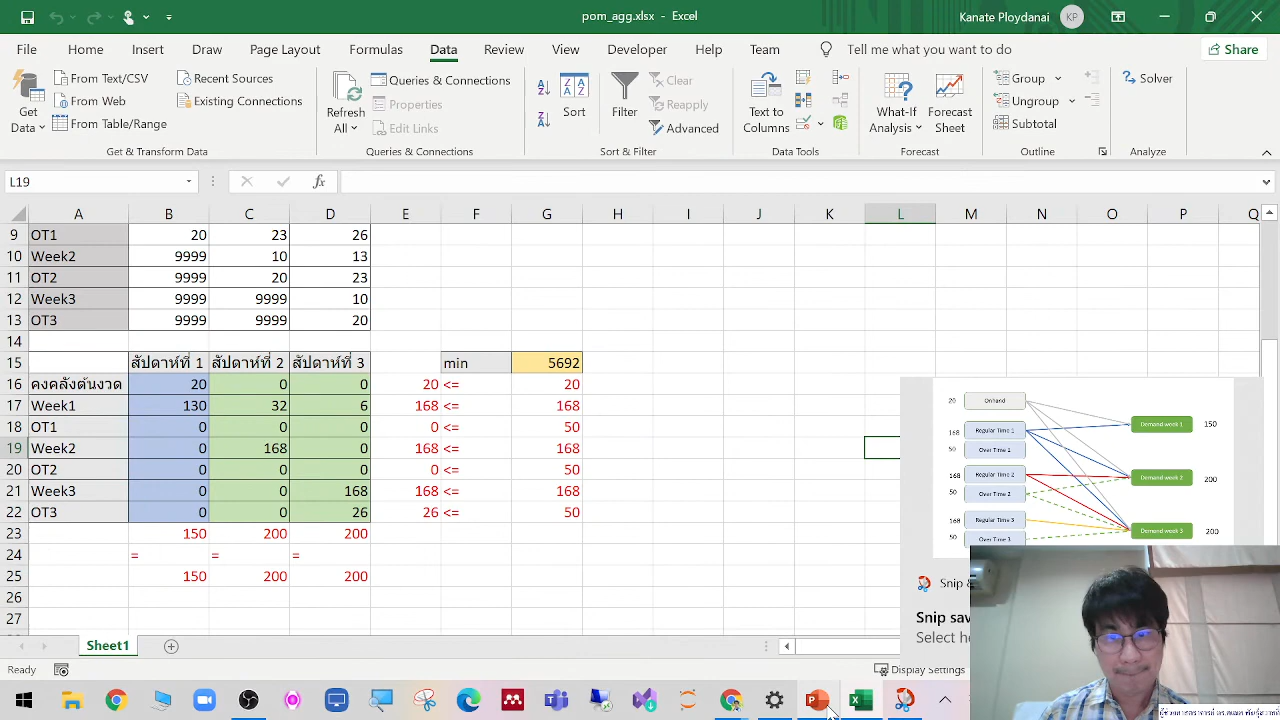 pom_agg.xlsx - Excel
Kanate Ploydanai KP
File Home Insert Draw Page Layout Formulas Data Review View Developer Help Team Tell me what you want to do Share
From Text/CSV Recent Sources Queries & Connections Clear Group Solver
From Web Existing Connections Properties Reapply Ungroup
From Table/Range Edit Links Advanced Subtotal
Get Data Refresh All Sort Filter Text to Columns What-If Analysis Forecast Sheet
Get & Transform Data Queries & Connections Sort & Filter Data Tools Forecast Outline Analyze
L19 fx
A B C D E F G H I J K L M N O P Q
9 OT1 20 23 26
10 Week2 9999 10 13
11 OT2 9999 20 23
12 Week3 9999 9999 10
13 OT3 9999 9999 20
14
15 สัปดาห์ที่ 1 สัปดาห์ที่ 2 สัปดาห์ที่ 3 min 5692
16 คงคลังต้นงวด 20 0 0 20 <= 20
17 Week1 130 32 6 168 <= 168
18 OT1 0 0 0 0 <= 50
19 Week2 0 168 0 168 <= 168
20 OT2 0 0 0 0 <= 50
21 Week3 0 0 168 168 <= 168
22 OT3 0 0 26 26 <= 50
23 150 200 200
24 = = =
25 150 200 200
26
27
20 Onhand
Demand week 1 150
168 Regular Time 1
50 Over Time 1
168 Regular Time 2
Demand week 2 200
50 Over Time 2
168 Regular Time 3
Demand week 3 200
50 Over Time 3
Snip &
Snip sav
Select he
Sheet1
Ready Display Settings